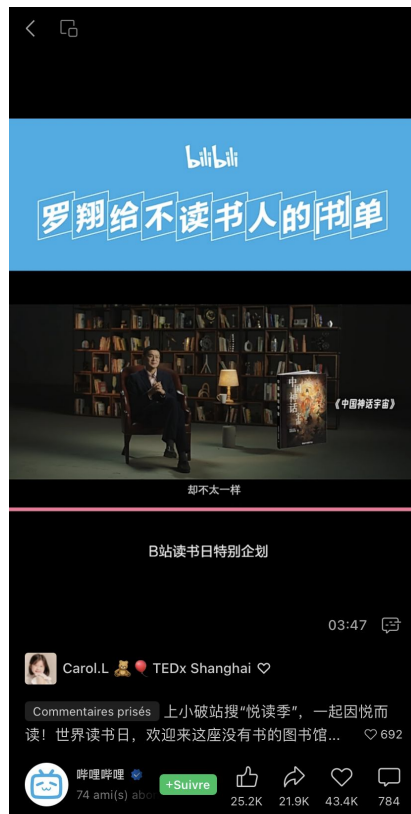 bilibili
罗翔给不读书人的书单
中国神话
《中国神话宇宙》
却不太一样
B站读书日特别企划
03:47
Carol.L 🧸🎈 TEDx Shanghai ♡
Commentaires prisés 上小破站搜“悦读季”，一起因悦而
读！世界读书日，欢迎来这座没有书的图书馆... ♡ 692
哔哩哔哩
74 ami(s) abo
+Suivre
25.2K 21.9K 43.4K 784